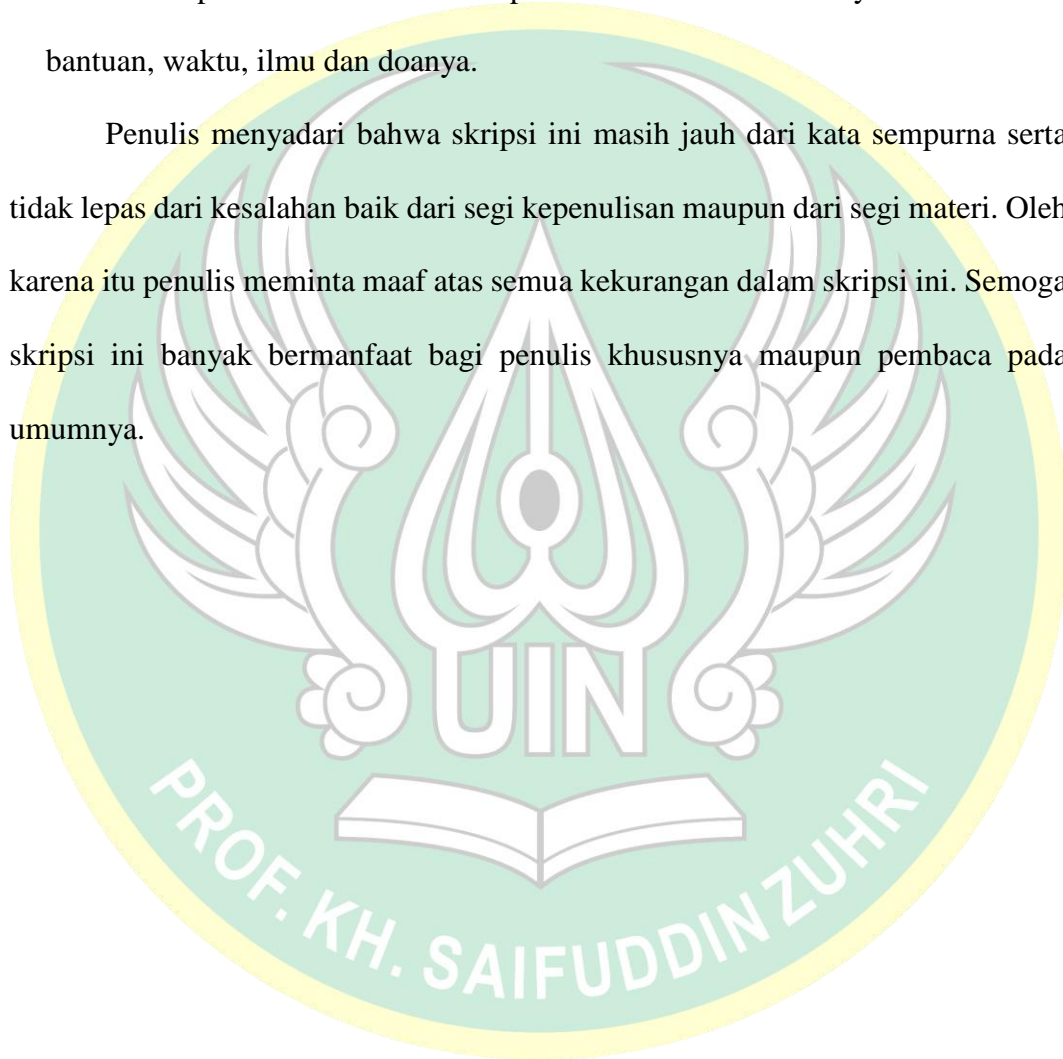 bantuan, waktu, ilmu dan doanya.
Penulis menyadari bahwa skripsi ini masih jauh dari kata sempurna serta
tidak lepas dari kesalahan baik dari segi kepenulisan maupun dari segi materi. Oleh
karena itu penulis meminta maaf atas semua kekurangan dalam skripsi ini. Semoga
skripsi ini banyak bermanfaat bagi penulis khususnya maupun pembaca pada
umumnya.
UIN
PROF. KH. SAIFUDDIN ZUHRI